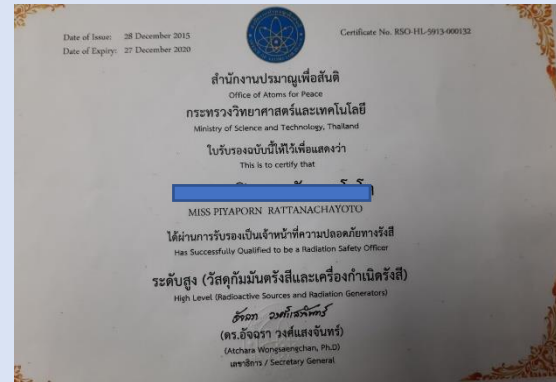 Date of Issue: 28 December 2015
Date of Expiry: 27 December 2020
Certificate No. RSO-HL-5913-000132
สำนักงานปรมาณูเพื่อสันติ
Office of Atoms for Peace
กระทรวงวิทยาศาสตร์และเทคโนโลยี
Ministry of Science and Technology, Thailand
ใบรับรองฉบับนี้ให้ไว้เพื่อแสดงว่า
This is to certify that
MISS PIYAPORN RATTANACHAYOTO
ได้ผ่านการรับรองเป็นเจ้าหน้าที่ความปลอดภัยทางรังสี
Has Successfully Qualified to be a Radiation Safety Officer
ระดับสูง (วัสดุกัมมันตรังสีและเครื่องกำเนิดรังสี)
High Level (Radioactive Sources and Radiation Generators)
(ดร.อัจฉรา วงศ์แสงจันทร์)
(Atchara Wongsaengchan, Ph.D)
เลขาธิการ / Secretary General